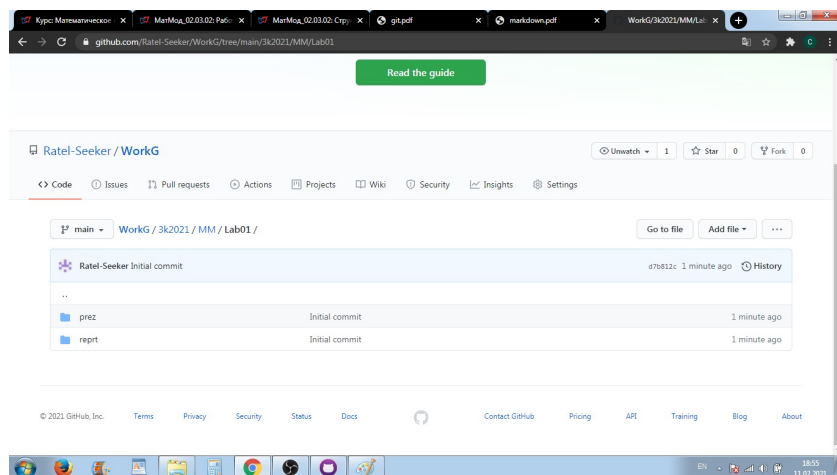 Курс: Математическое
МатМод_02.03.02: Рабо
МатМод_02.03.02: Стру
git.pdf
markdown.pdf
WorkG/3k2021/MM/Lab
github.com/Ratel-Seeker/WorkG/tree/main/3k2021/MM/Lab01
Read the guide
Ratel-Seeker / WorkG
Unwatch 1 Star 0 Fork 0
Code Issues Pull requests Actions Projects Wiki Security Insights Settings
main WorkG / 3k2021 / MM / Lab01 / Go to file Add file ...
Ratel-Seeker Initial commit d7b812c 1 minute ago History
..
prez Initial commit 1 minute ago
reprt Initial commit 1 minute ago
© 2021 GitHub, Inc. Terms Privacy Security Status Docs Contact GitHub Pricing API Training Blog About
EN 18:55
11.02.2021